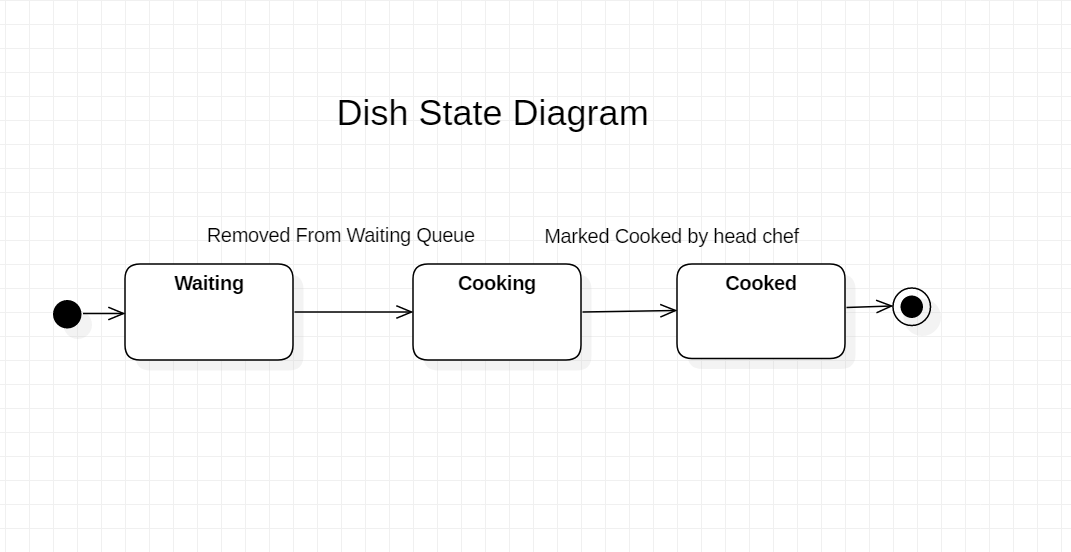 Dish State Diagram
Removed From Waiting Queue
Marked Cooked by head chef
Waiting
Cooking
Cooked